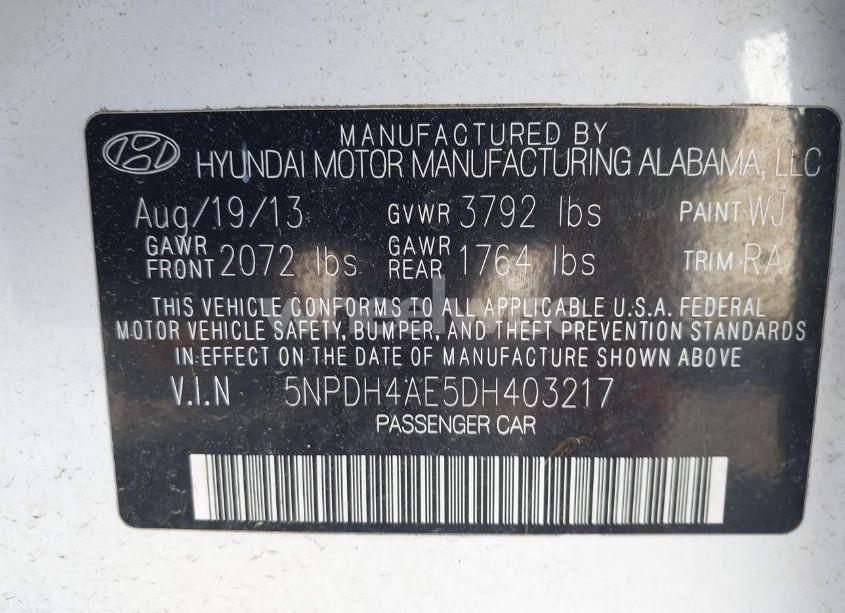 MANUFACTURED BY
HYUNDAI MOTOR MANUFACTURING ALABAMA, LLC
Aug/19/13 GVWR 3792 lbs PAINT WJ
GAWR FRONT 2072 lbs GAWR REAR 1764 lbs TRIM RA
THIS VEHICLE CONFORMS TO ALL APPLICABLE U.S.A. FEDERAL
MOTOR VEHICLE SAFETY, BUMPER, AND THEFT PREVENTION STANDARDS
IN EFFECT ON THE DATE OF MANUFACTURE SHOWN ABOVE.
V.I.N 5NPDH4AE5DH403217
PASSENGER CAR